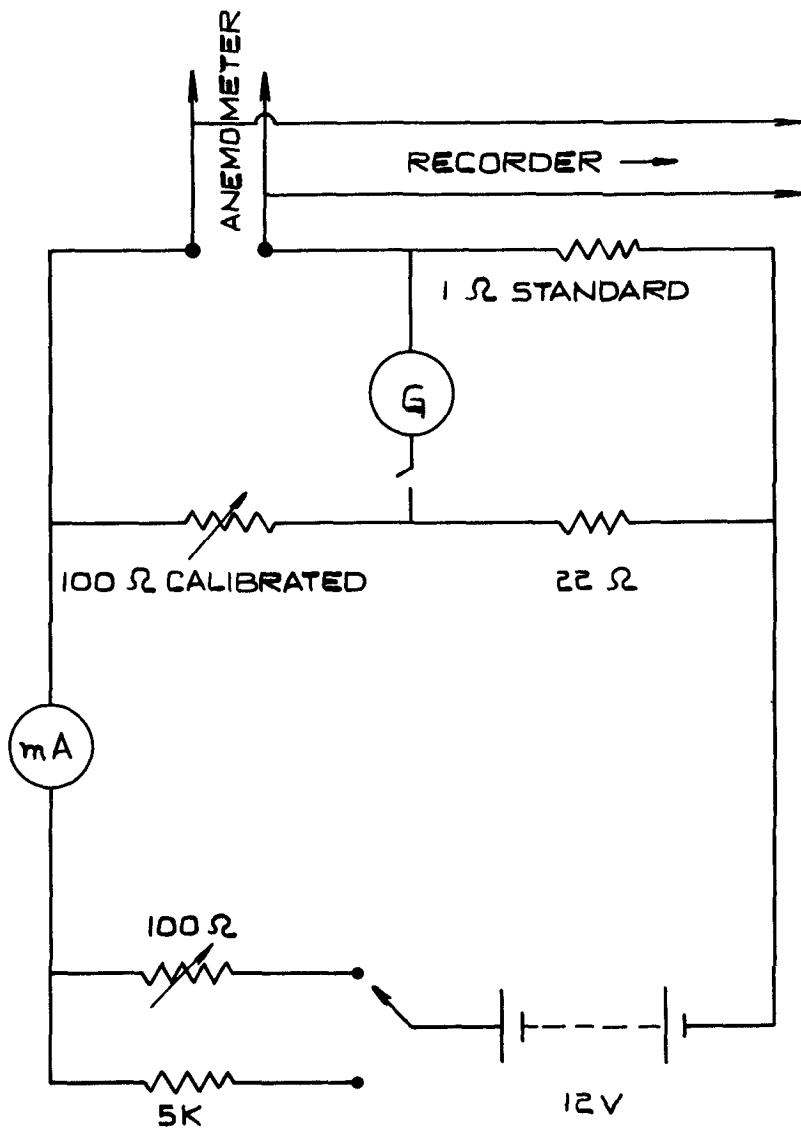 ANEMOMETER
RECORDER
1 Ω STANDARD
G
100 Ω CALIBRATED
22 Ω
mA
100 Ω
5K
12V